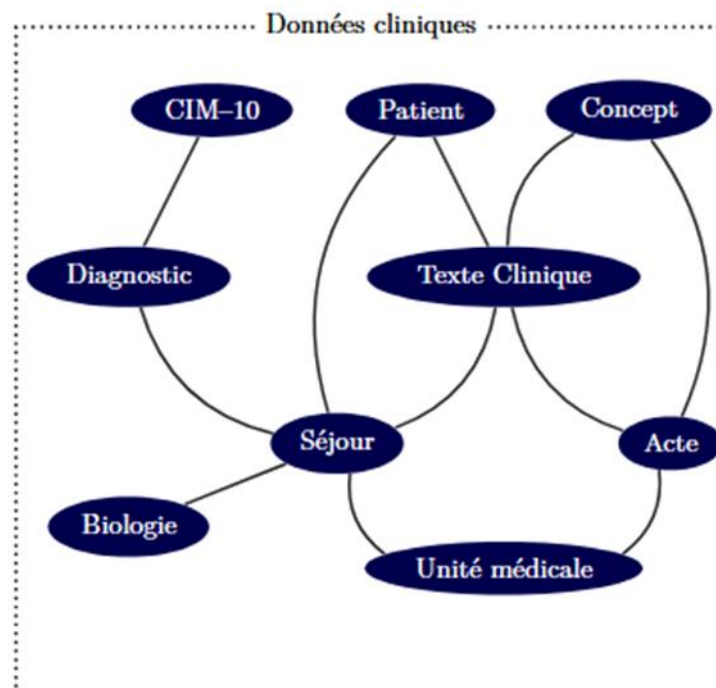 Données cliniques
CIM–10
Patient
Concept
Diagnostic
Texte Clinique
Séjour
Acte
Biologie
Unité médicale